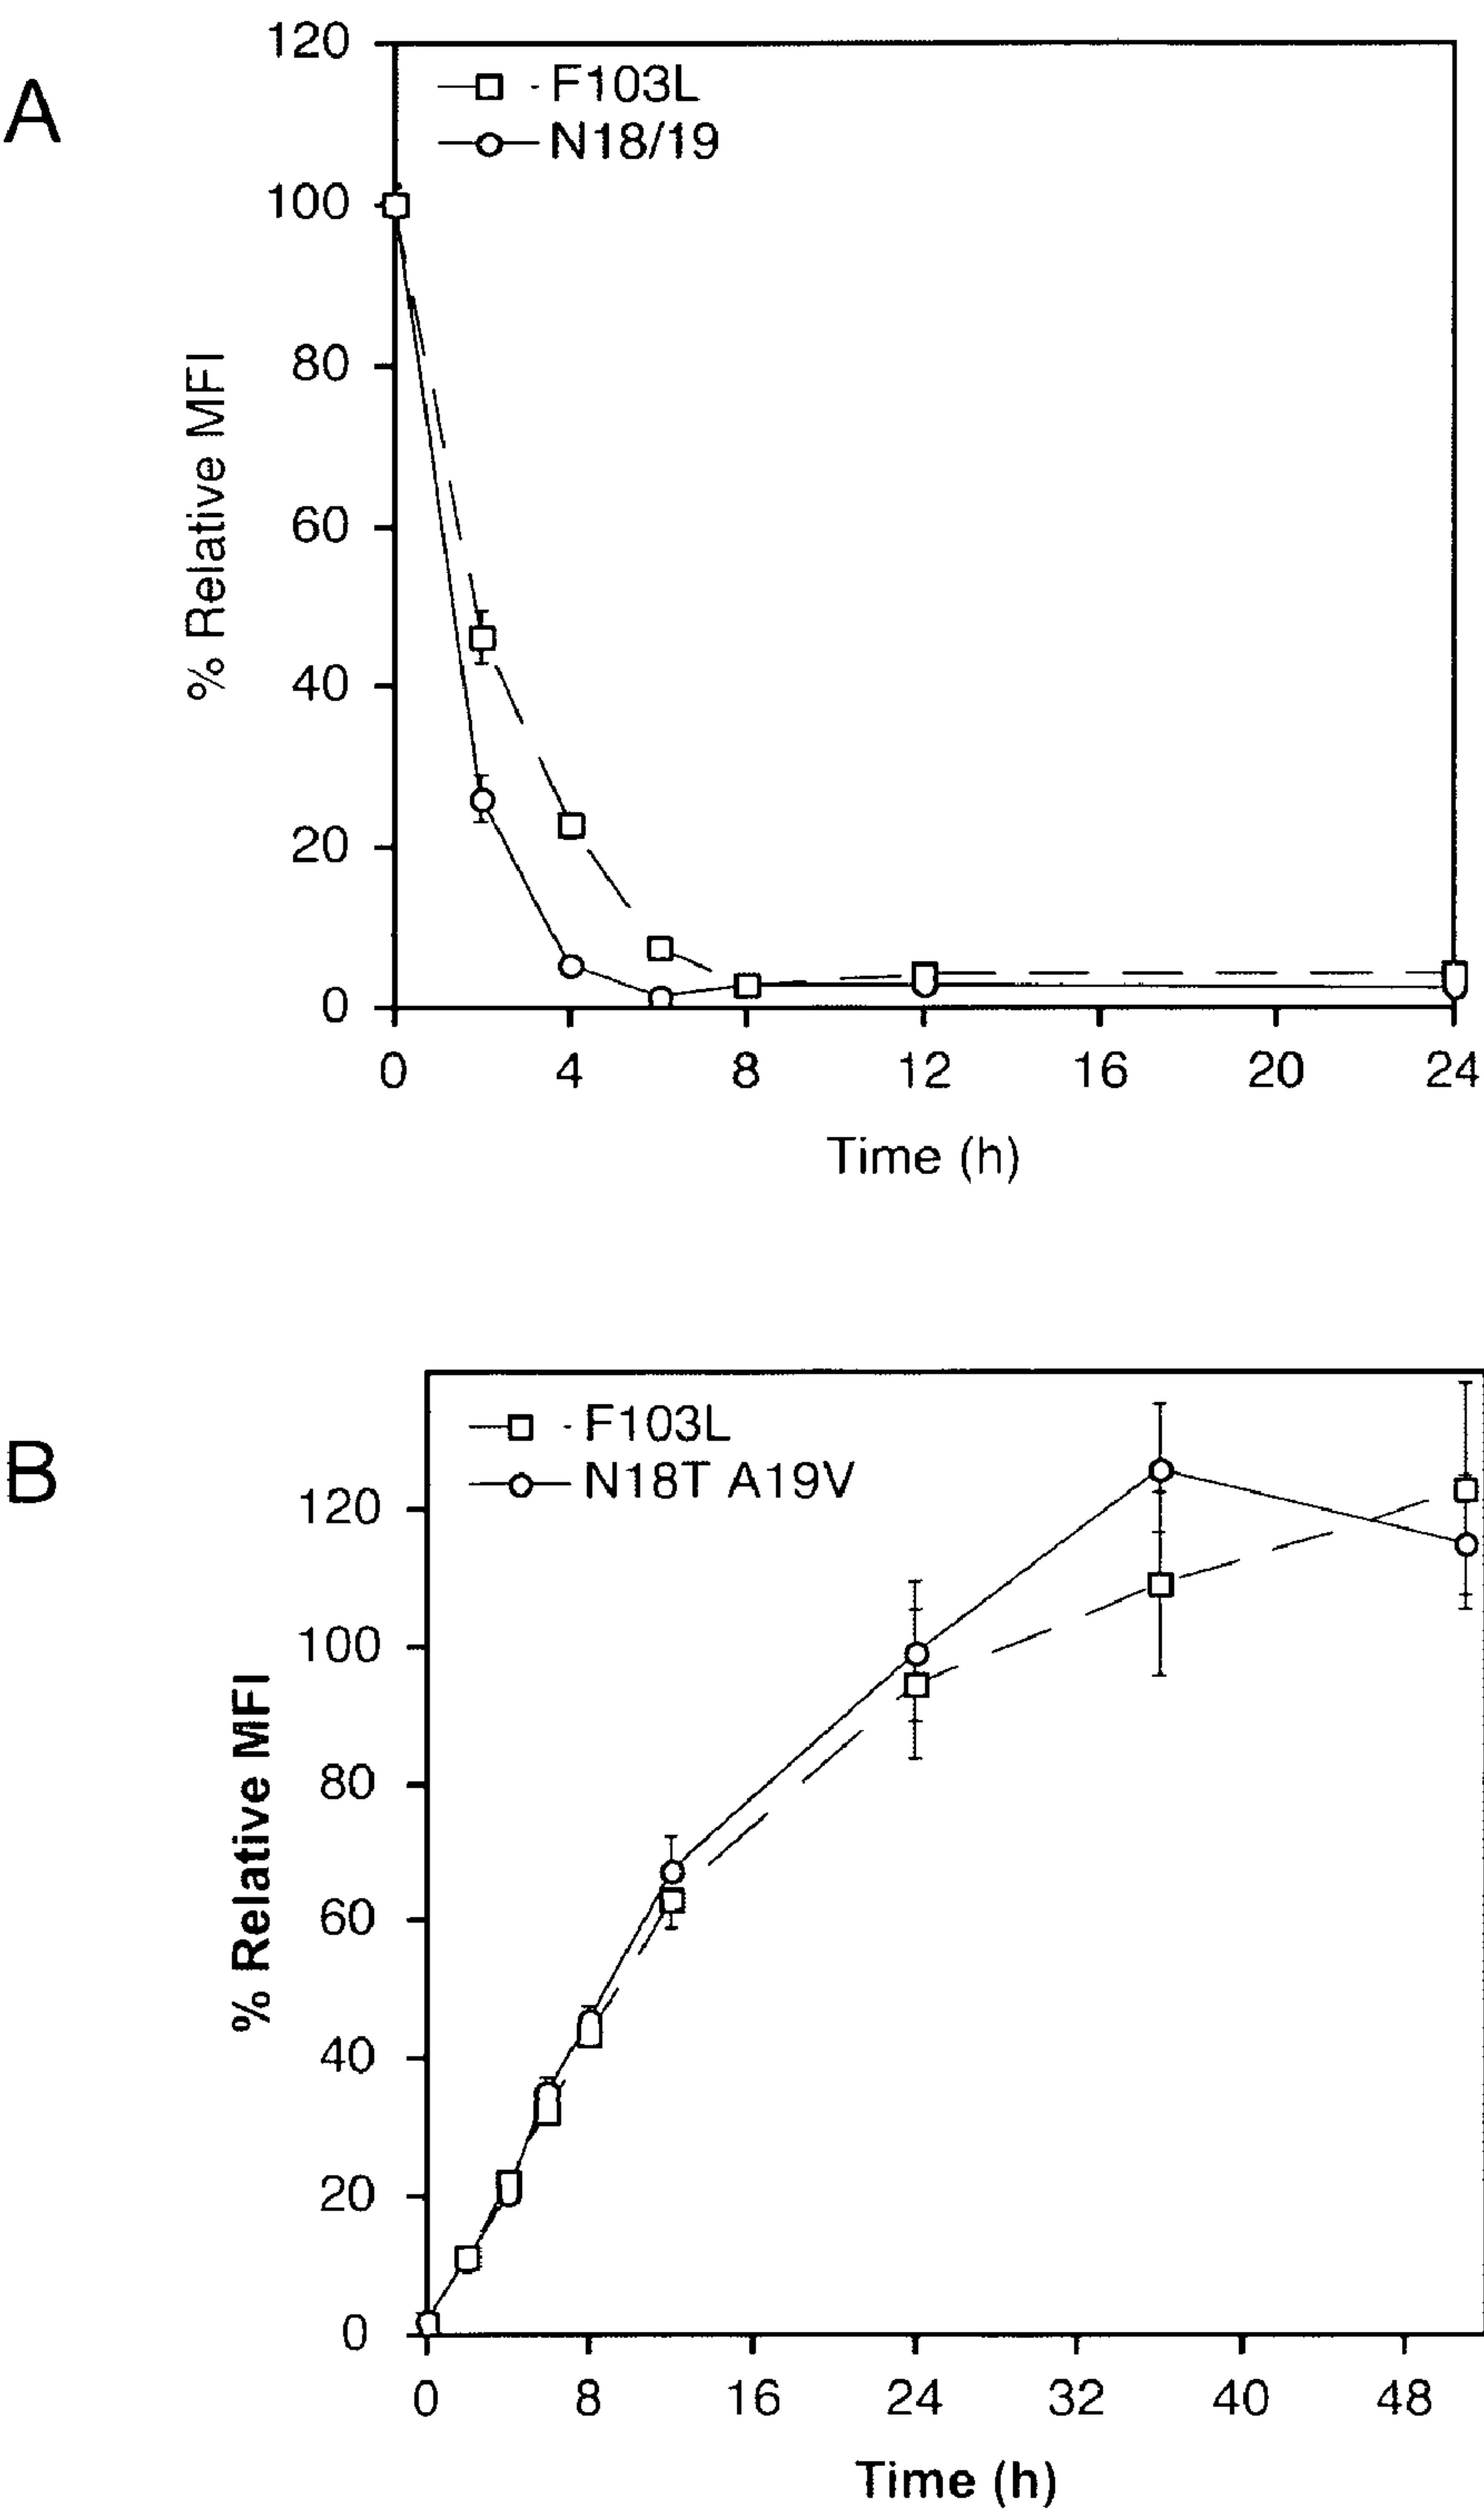 A
120
100
80
60
40
20
0
% Relative MFI
F103L
N18/19
0 4 8 12 16 20 24
Time (h)
B
120
100
80
60
40
20
0
% Relative MFI
F103L
N18T A19V
0 8 16 24 32 40 48
Time (h)